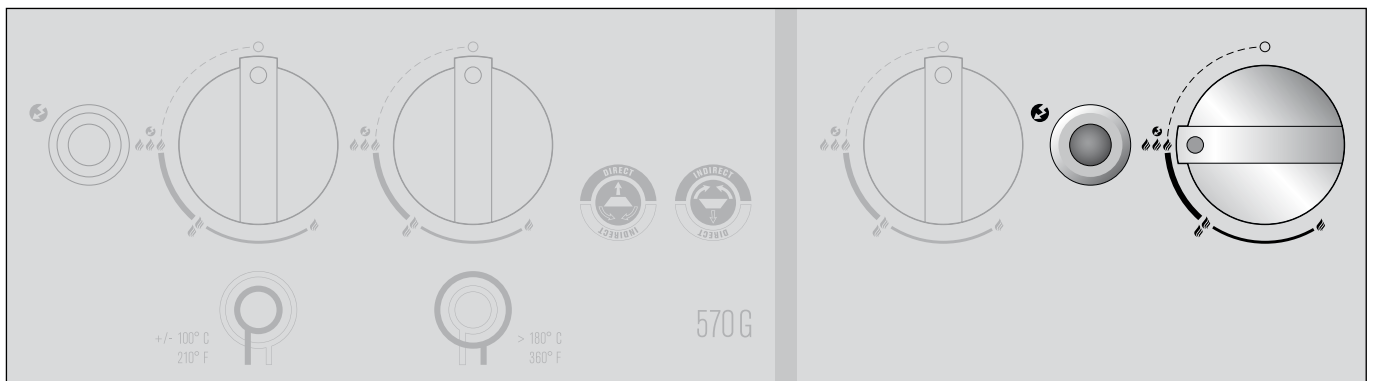 DIRECT
INDIRECT
INDIRECT
DIRECT
570G
+/- 100° C
210° F
> 180° C
360° F